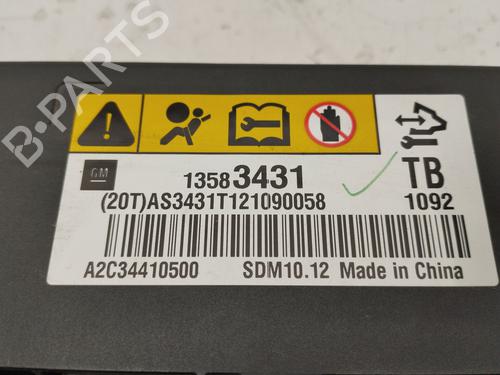 B-PARTS
GM
13583431
TB
(20T)AS3431T121090058
1092
A2C34410500 SDM10.12 Made in China